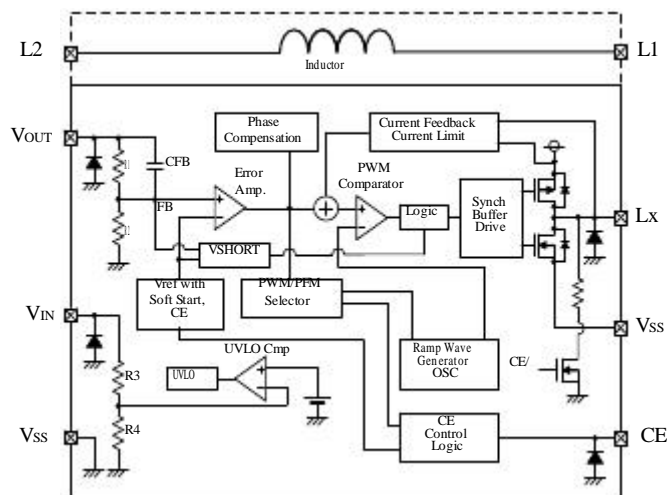 L2
L1
Inductor
VOUT
Phase
Compensation
Current Feedback
Current Limit
CFB
Error
Amp.
PWM
Comparator
FB
Logic
Synch
Buffer
Drive
Lx
VSHORT
Vref with
Soft Start,
CE
PWM/PFM
Selector
VIN
VSS
UVLO Cmp
Ramp Wave
Generator
OSC
CE/
R3
UVLO
R4
VSS
CE
Control
Logic
CE